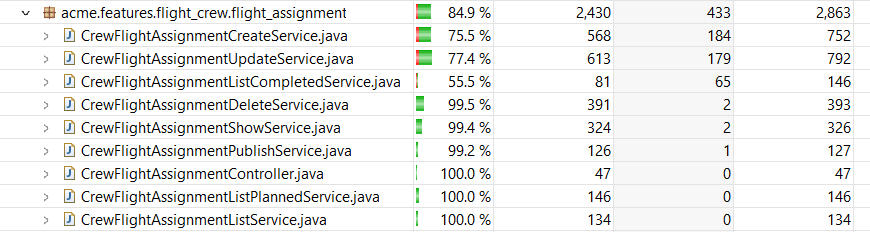 acme.features.flight_crew.flight_assignment 84.9 % 2,430 433 2,863
CrewFlightAssignmentCreateService.java 75.5 % 568 184 752
CrewFlightAssignmentUpdateService.java 77.4 % 613 179 792
CrewFlightAssignmentListCompletedService.java 55.5 % 81 65 146
CrewFlightAssignmentDeleteService.java 99.5 % 391 2 393
CrewFlightAssignmentShowService.java 99.4 % 324 2 326
CrewFlightAssignmentPublishService.java 99.2 % 126 1 127
CrewFlightAssignmentController.java 100.0 % 47 0 47
CrewFlightAssignmentListPlannedService.java 100.0 % 146 0 146
CrewFlightAssignmentListService.java 100.0 % 134 0 134